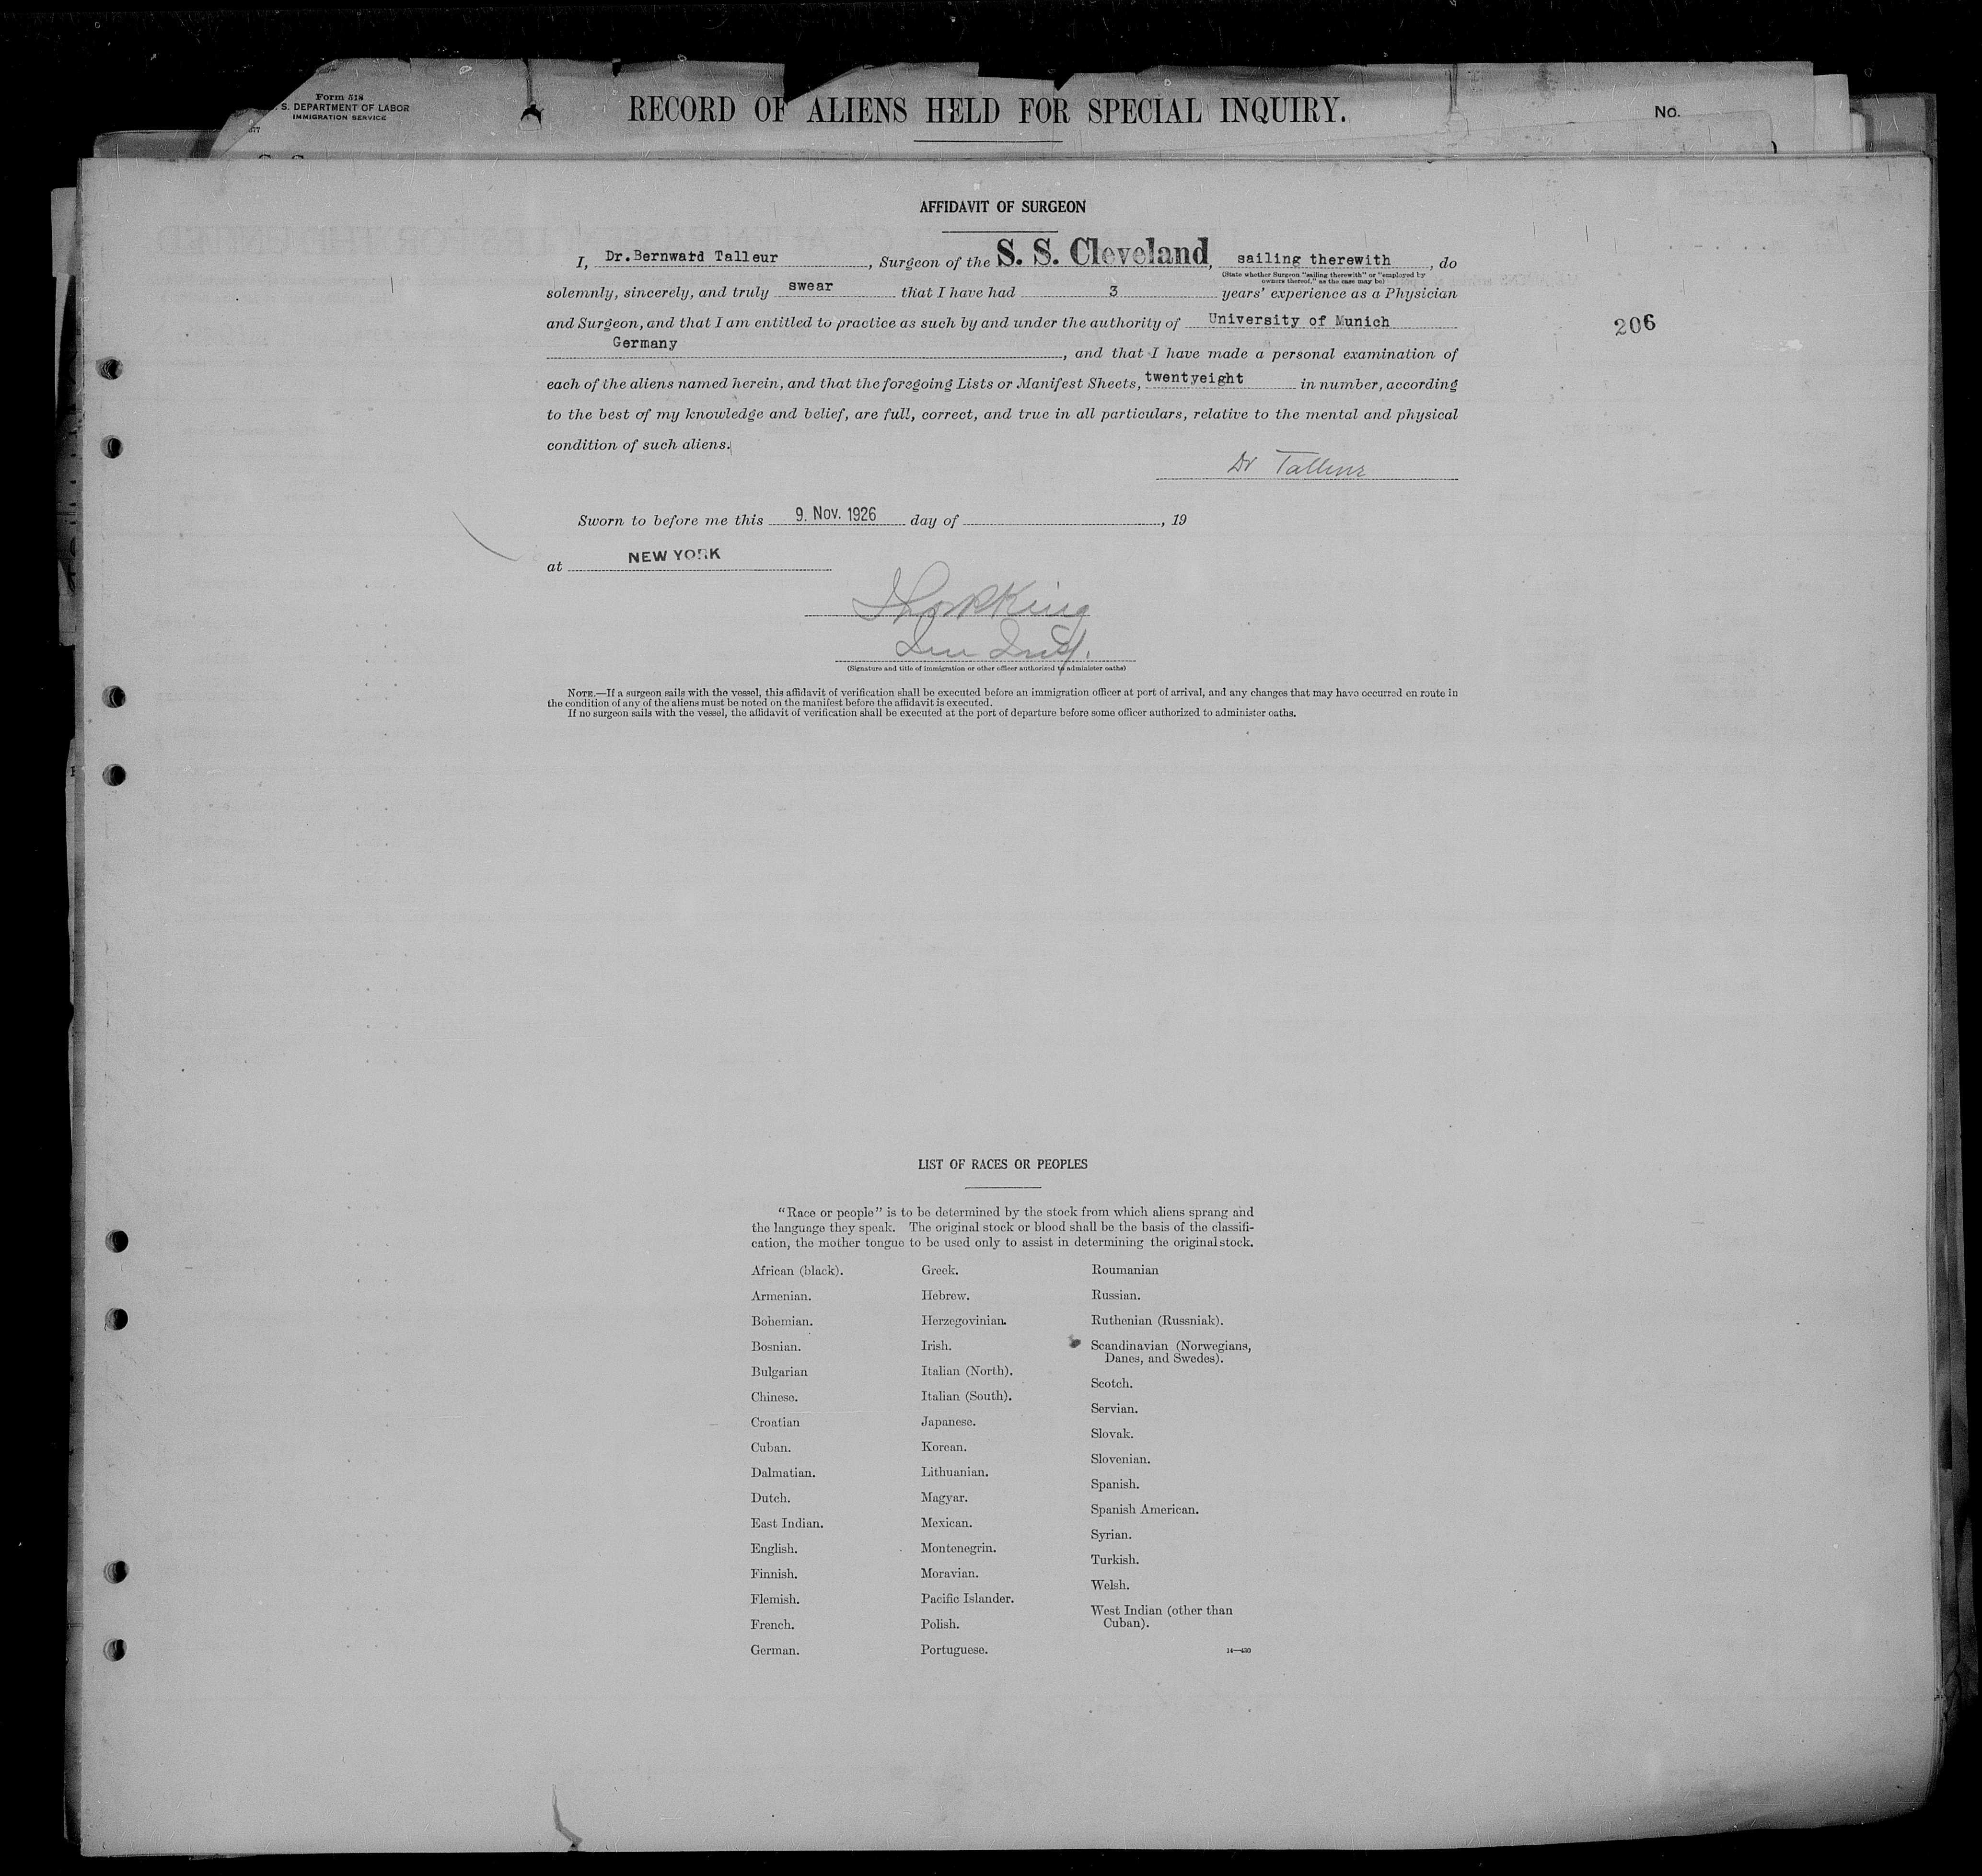 Form 518
S. DEPARTMENT OF LABOR
IMMIGRATION SERVICE
RECORD OF ALIENS HELD FOR SPECIAL INQUIRY.
No.
AFFIDAVIT OF SURGEON
I, Dr.Bernward Talleur, Surgeon of the S. S. Cleveland, sailing therewith, do
(State whether Surgeon "sailing therewith" or "employed by
owners thereof," as the case may be)
solemnly, sincerely, and truly swear that I have had 3 years' experience as a Physician
and Surgeon, and that I am entitled to practice as such by and under the authority of University of Munich
206
Germany, and that I have made a personal examination of
each of the aliens named herein, and that the foregoing Lists or Manifest Sheets, twentyeight in number, according
to the best of my knowledge and belief, are full, correct, and true in all particulars, relative to the mental and physical
condition of such aliens.
Dr Talleur
Sworn to before me this 9. Nov. 1926 day of , 19
at NEW YORK
(Signature and title of immigration or other officer authorized to administer oaths)
NOTE.—If a surgeon sails with the vessel, this affidavit of verification shall be executed before an immigration officer at port of arrival, and any changes that may have occurred en route in
the condition of any of the aliens must be noted on the manifest before the affidavit is executed.
If no surgeon sails with the vessel, the affidavit of verification shall be executed at the port of departure before some officer authorized to administer oaths.
LIST OF RACES OR PEOPLES
"Race or people" is to be determined by the stock from which aliens sprang and
the language they speak. The original stock or blood shall be the basis of the classifi-
cation, the mother tongue to be used only to assist in determining the original stock.
African (black).
Armenian.
Bohemian.
Bosnian.
Bulgarian
Chinese.
Croatian
Cuban.
Dalmatian.
Dutch.
East Indian.
English.
Finnish.
Flemish.
French.
German.
Greek.
Hebrew.
Herzegovinian.
Irish.
Italian (North).
Italian (South).
Japanese.
Korean.
Lithuanian.
Magyar.
Mexican.
Montenegrin.
Moravian.
Pacific Islander.
Polish.
Portuguese.
Roumanian
Russian.
Ruthenian (Russniak).
Scandinavian (Norwegians,
Danes, and Swedes).
Scotch.
Servian.
Slovak.
Slovenian.
Spanish.
Spanish American.
Syrian.
Turkish.
Welsh.
West Indian (other than
Cuban).
14—430